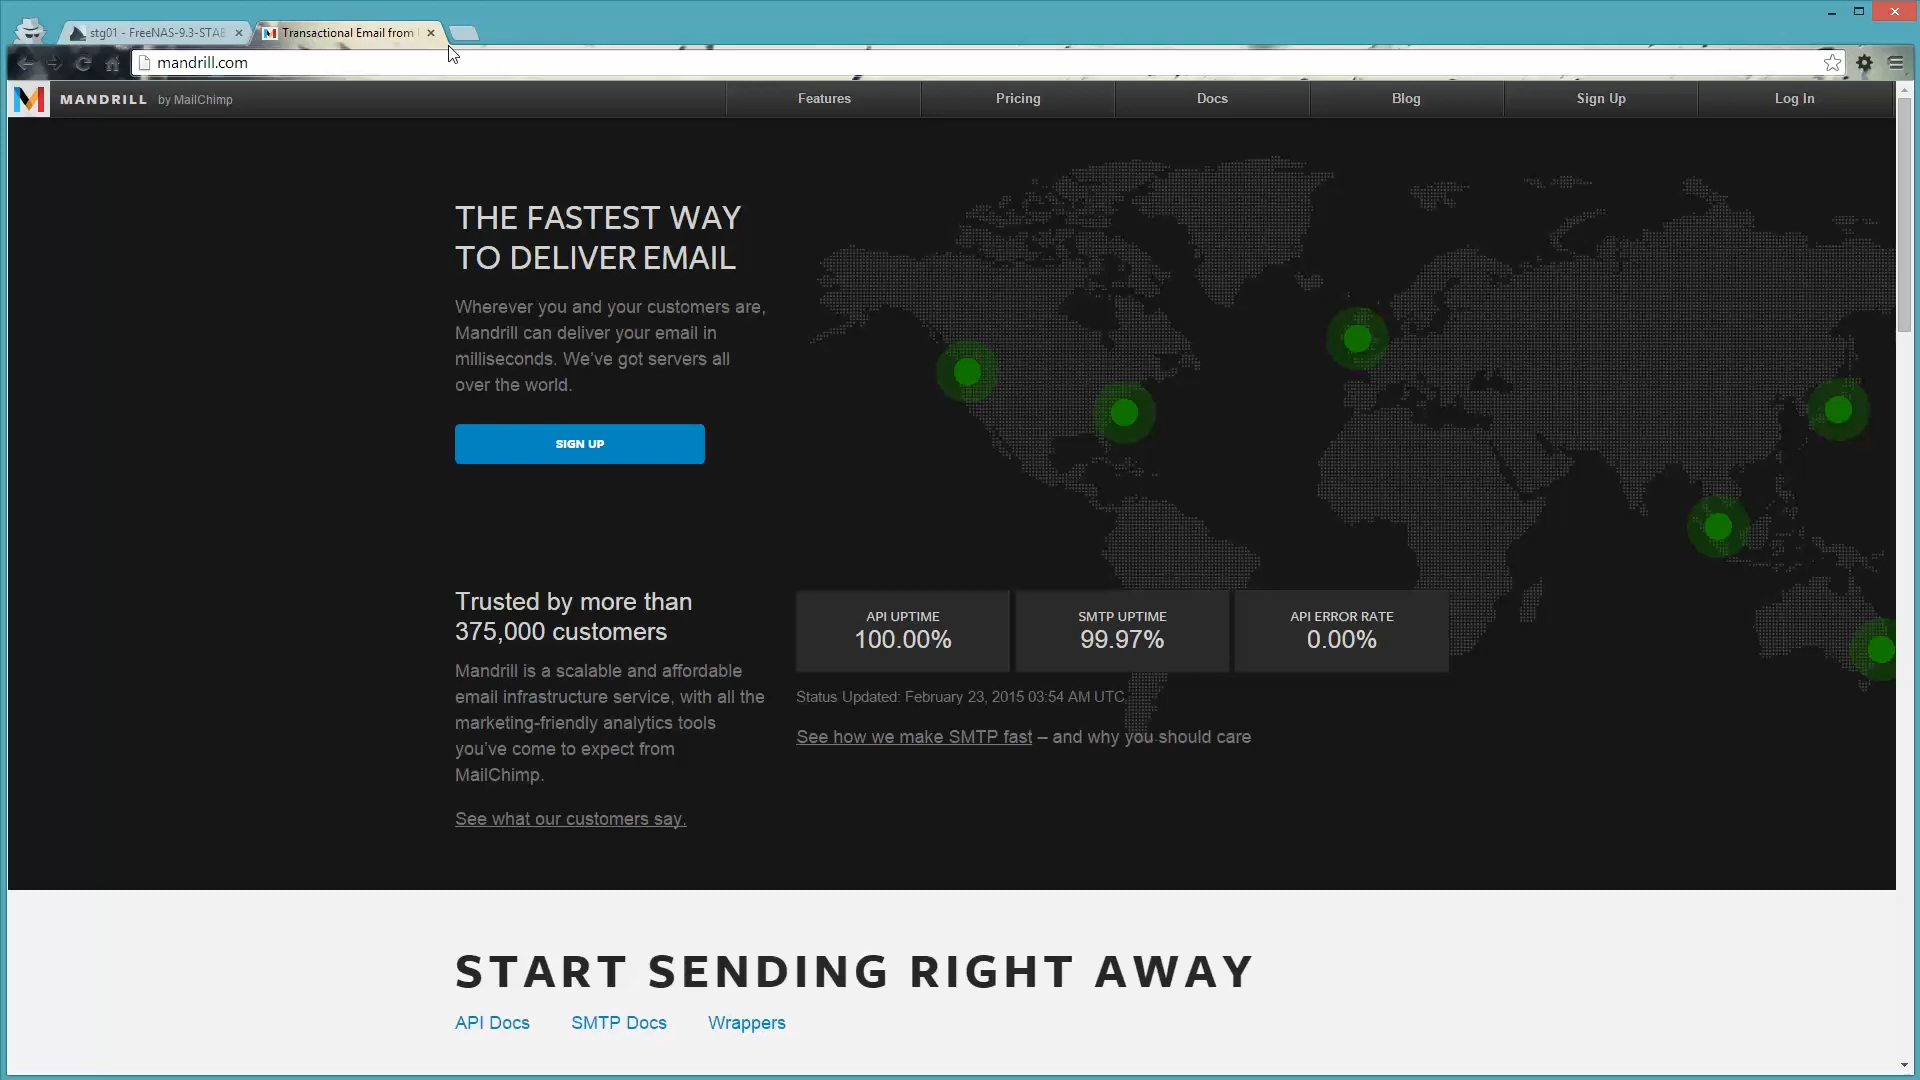 stg01 - FreeNAS-9.3-STAB
Transactional Email from
mandrill.com
MANDRILL by MailChimp
Features
Pricing
Docs
Blog
Sign Up
Log In
THE FASTEST WAY
TO DELIVER EMAIL
Wherever you and your customers are,
Mandrill can deliver your email in
milliseconds. We've got servers all
over the world.
SIGN UP
Trusted by more than
375,000 customers
Mandrill is a scalable and affordable
email infrastructure service, with all the
marketing-friendly analytics tools
you've come to expect from
MailChimp.
See what our customers say.
API UPTIME
100.00%
SMTP UPTIME
99.97%
API ERROR RATE
0.00%
Status Updated: February 23, 2015 03:54 AM UTC
See how we make SMTP fast – and why you should care
START SENDING RIGHT AWAY
API Docs
SMTP Docs
Wrappers